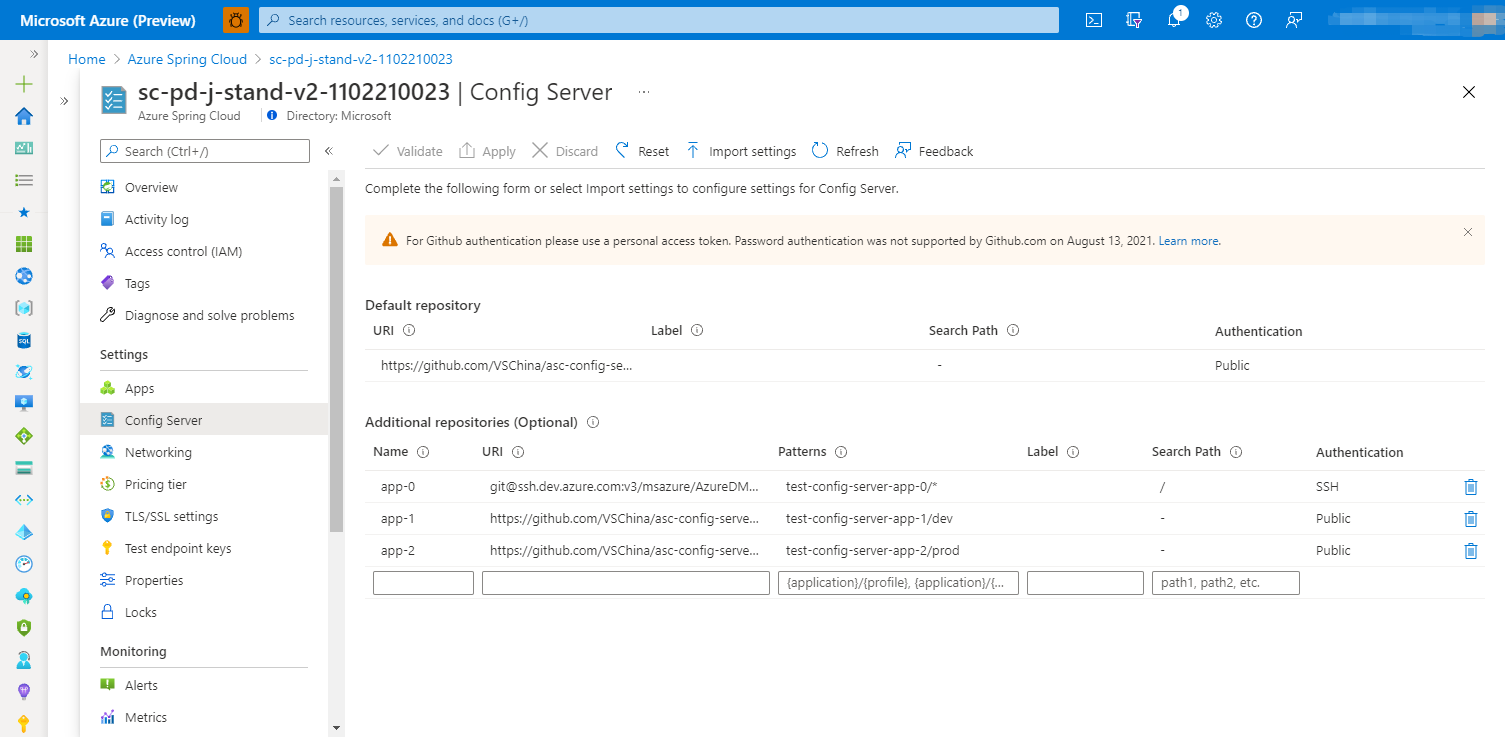 Microsoft Azure (Preview)
Search resources, services, and docs (G+/)
1
Home > Azure Spring Cloud > sc-pd-j-stand-v2-1102210023
sc-pd-j-stand-v2-1102210023 | Config Server ...
Azure Spring Cloud
Directory: Microsoft
Search (Ctrl+/)
Overview
Activity log
Access control (IAM)
Tags
Diagnose and solve problems
Settings
Apps
Config Server
Networking
Pricing tier
TLS/SSL settings
Test endpoint keys
Properties
Locks
Monitoring
Alerts
Metrics
Validate Apply Discard Reset Import settings Refresh Feedback
Complete the following form or select Import settings to configure settings for Config Server.
For Github authentication please use a personal access token. Password authentication was not supported by Github.com on August 13, 2021. Learn more.
Default repository
URI Label Search Path Authentication
https://github.com/VSChina/asc-config-se... - Public
Additional repositories (Optional)
Name URI Patterns Label Search Path Authentication
app-0 git@ssh.dev.azure.com:v3/msazure/AzureDM... test-config-server-app-0/* / SSH
app-1 https://github.com/VSChina/asc-config-serve... test-config-server-app-1/dev - Public
app-2 https://github.com/VSChina/asc-config-serve... test-config-server-app-2/prod - Public
{application}/{profile}, {application}/{... path1, path2, etc.